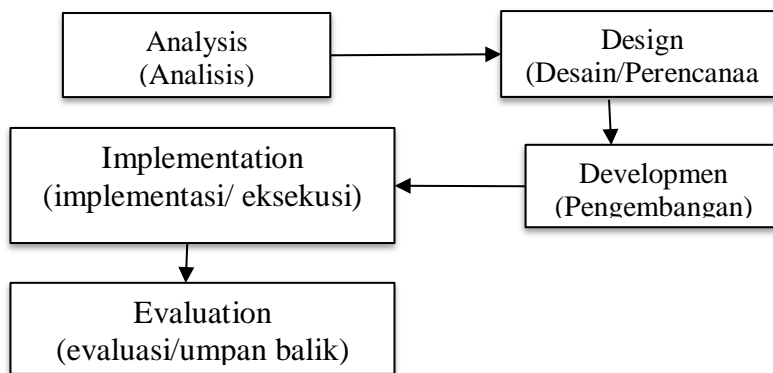 Analysis
(Analisis)
Design
(Desain/Perencanaa
Developmen
(Pengembangan)
Implementation
(implementasi/ eksekusi)
Evaluation
(evaluasi/umpan balik)